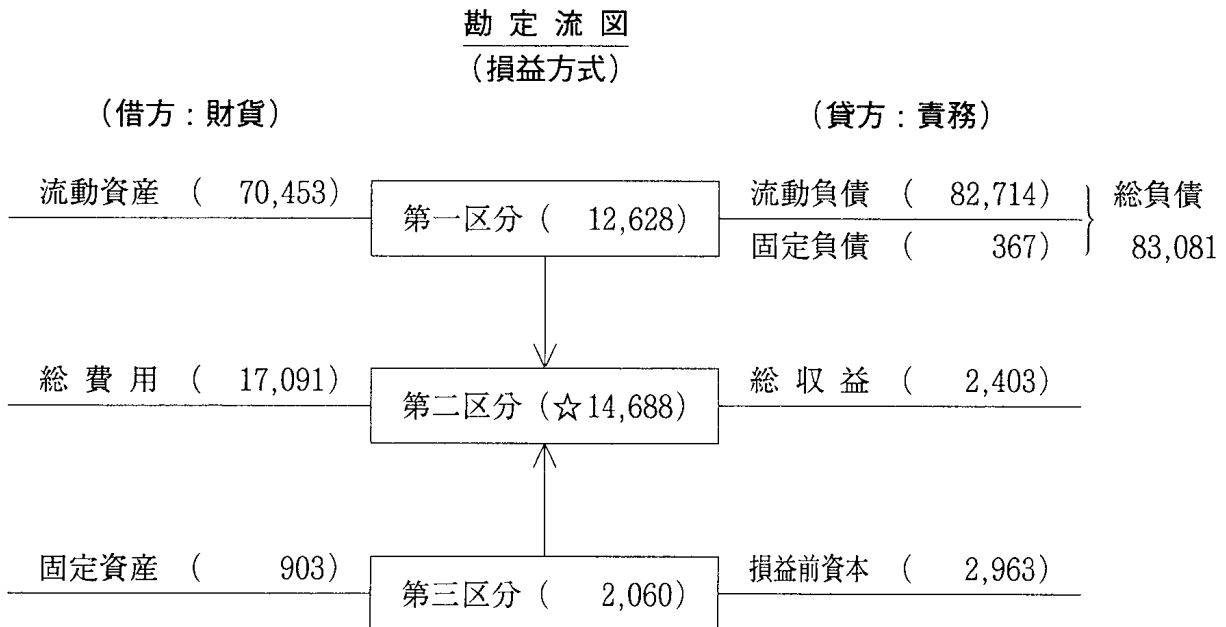 勘定流図
(損益方式)
(借方:財貨) (貸方:責務)
流動資産 ( 70,453) 第一区分 ( 12,628) 流動負債 ( 82,714) 総負債
固定負債 ( 367) 83,081
総費用 ( 17,091) 第二区分 (☆14,688) 総収益 ( 2,403)
固定資産 ( 903) 第三区分 ( 2,060) 損益前資本 ( 2,963)